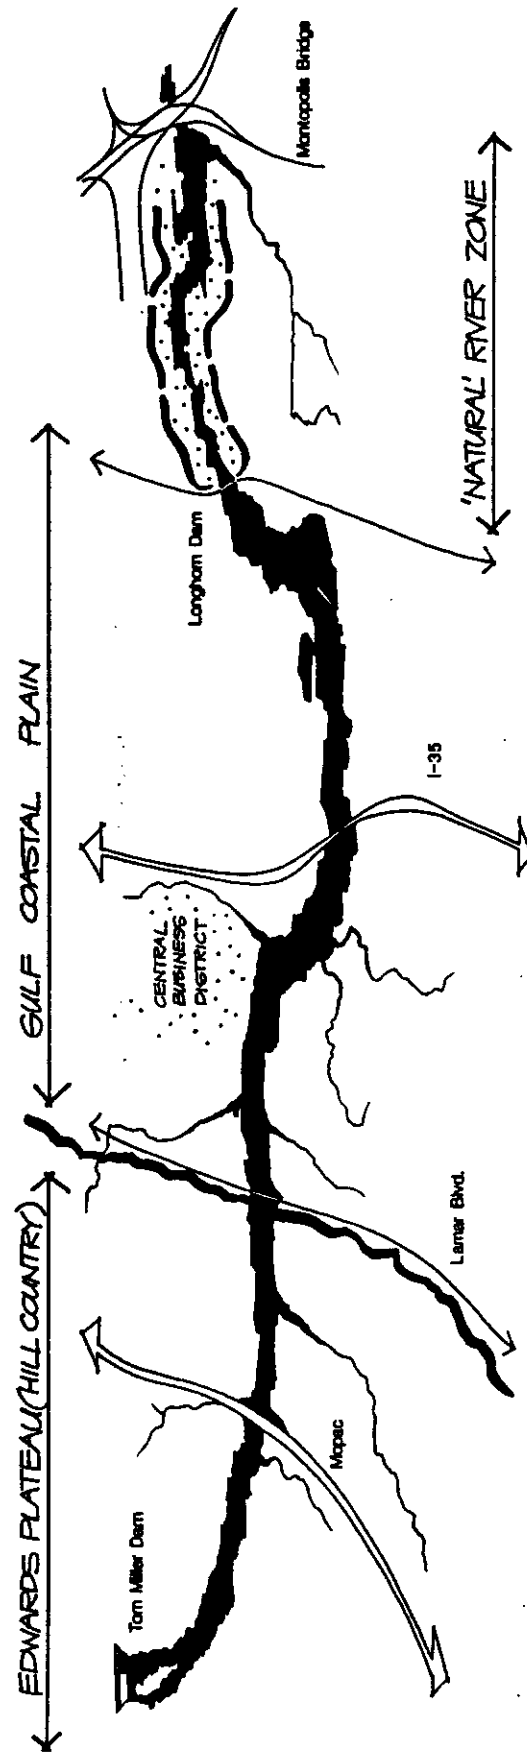 EDWARDS PLATEAU (HILL COUNTRY)
GULF COASTAL PLAIN
Tom Miller Dam
Mopac
Lamar Blvd.
CENTRAL
BUSINESS
DISTRICT
I-35
Longhorn Dam
'NATURAL' RIVER ZONE
Montopolis Bridge